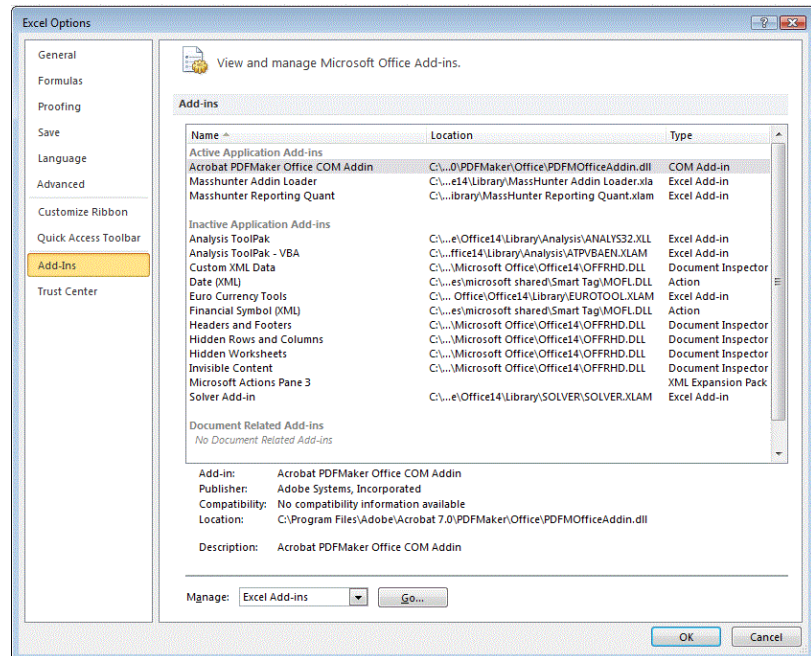 Excel Options
General
Formulas
Proofing
Save
Language
Advanced
Customize Ribbon
Quick Access Toolbar
Add-Ins
Trust Center
View and manage Microsoft Office Add-ins.
Add-ins
Name Location Type
Active Application Add-ins
Acrobat PDFMaker Office COM Addin C:\...0\PDFMaker\Office\PDFMOfficeAddin.dll COM Add-in
Masshunter Addin Loader C:\...e14\Library\MassHunter Addin Loader.xla Excel Add-in
Masshunter Reporting Quant C:\...ibrary\MassHunter Reporting Quant.xlam Excel Add-in
Inactive Application Add-ins
Analysis ToolPak C:\...e\Office14\Library\Analysis\ANALYS32.XLL Excel Add-in
Analysis ToolPak - VBA C:\...ffice14\Library\Analysis\ATPVBAEN.XLAM Excel Add-in
Custom XML Data C:\...\Microsoft Office\Office14\OFFRHD.DLL Document Inspector
Date (XML) C:\...es\microsoft shared\Smart Tag\MOFL.DLL Action
Euro Currency Tools C:\... Office\Office14\Library\EUROTOOL.XLAM Excel Add-in
Financial Symbol (XML) C:\...es\microsoft shared\Smart Tag\MOFL.DLL Action
Headers and Footers C:\...\Microsoft Office\Office14\OFFRHD.DLL Document Inspector
Hidden Rows and Columns C:\...\Microsoft Office\Office14\OFFRHD.DLL Document Inspector
Hidden Worksheets C:\...\Microsoft Office\Office14\OFFRHD.DLL Document Inspector
Invisible Content C:\...\Microsoft Office\Office14\OFFRHD.DLL Document Inspector
Microsoft Actions Pane 3 XML Expansion Pack
Solver Add-in C:\...e\Office14\Library\SOLVER\SOLVER.XLAM Excel Add-in
Document Related Add-ins
No Document Related Add-ins
Add-in: Acrobat PDFMaker Office COM Addin
Publisher: Adobe Systems, Incorporated
Compatibility: No compatibility information available
Location: C:\Program Files\Adobe\Acrobat 7.0\PDFMaker\Office\PDFMOfficeAddin.dll
Description: Acrobat PDFMaker Office COM Addin
Manage: Excel Add-ins Go...
OK Cancel